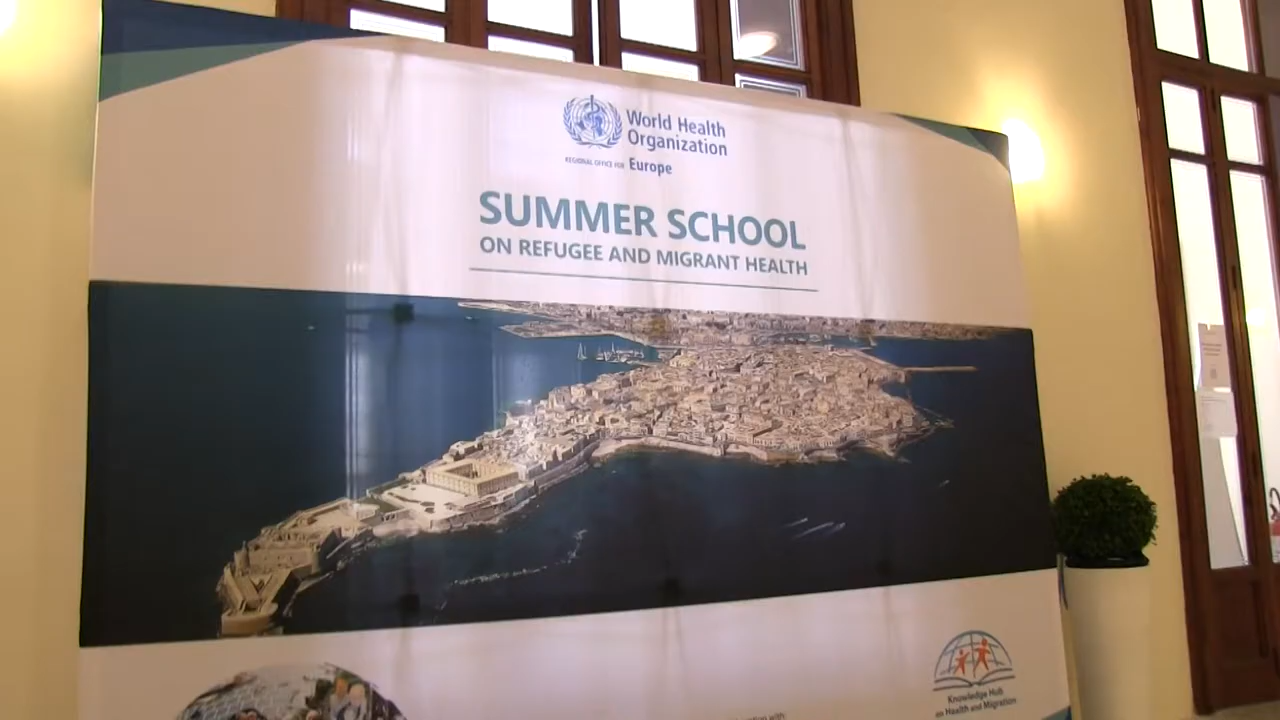 World Health
Organization
REGIONAL OFFICE FOR Europe
SUMMER SCHOOL
ON REFUGEE AND MIGRANT HEALTH
Knowledge Hub
on Health and Migration